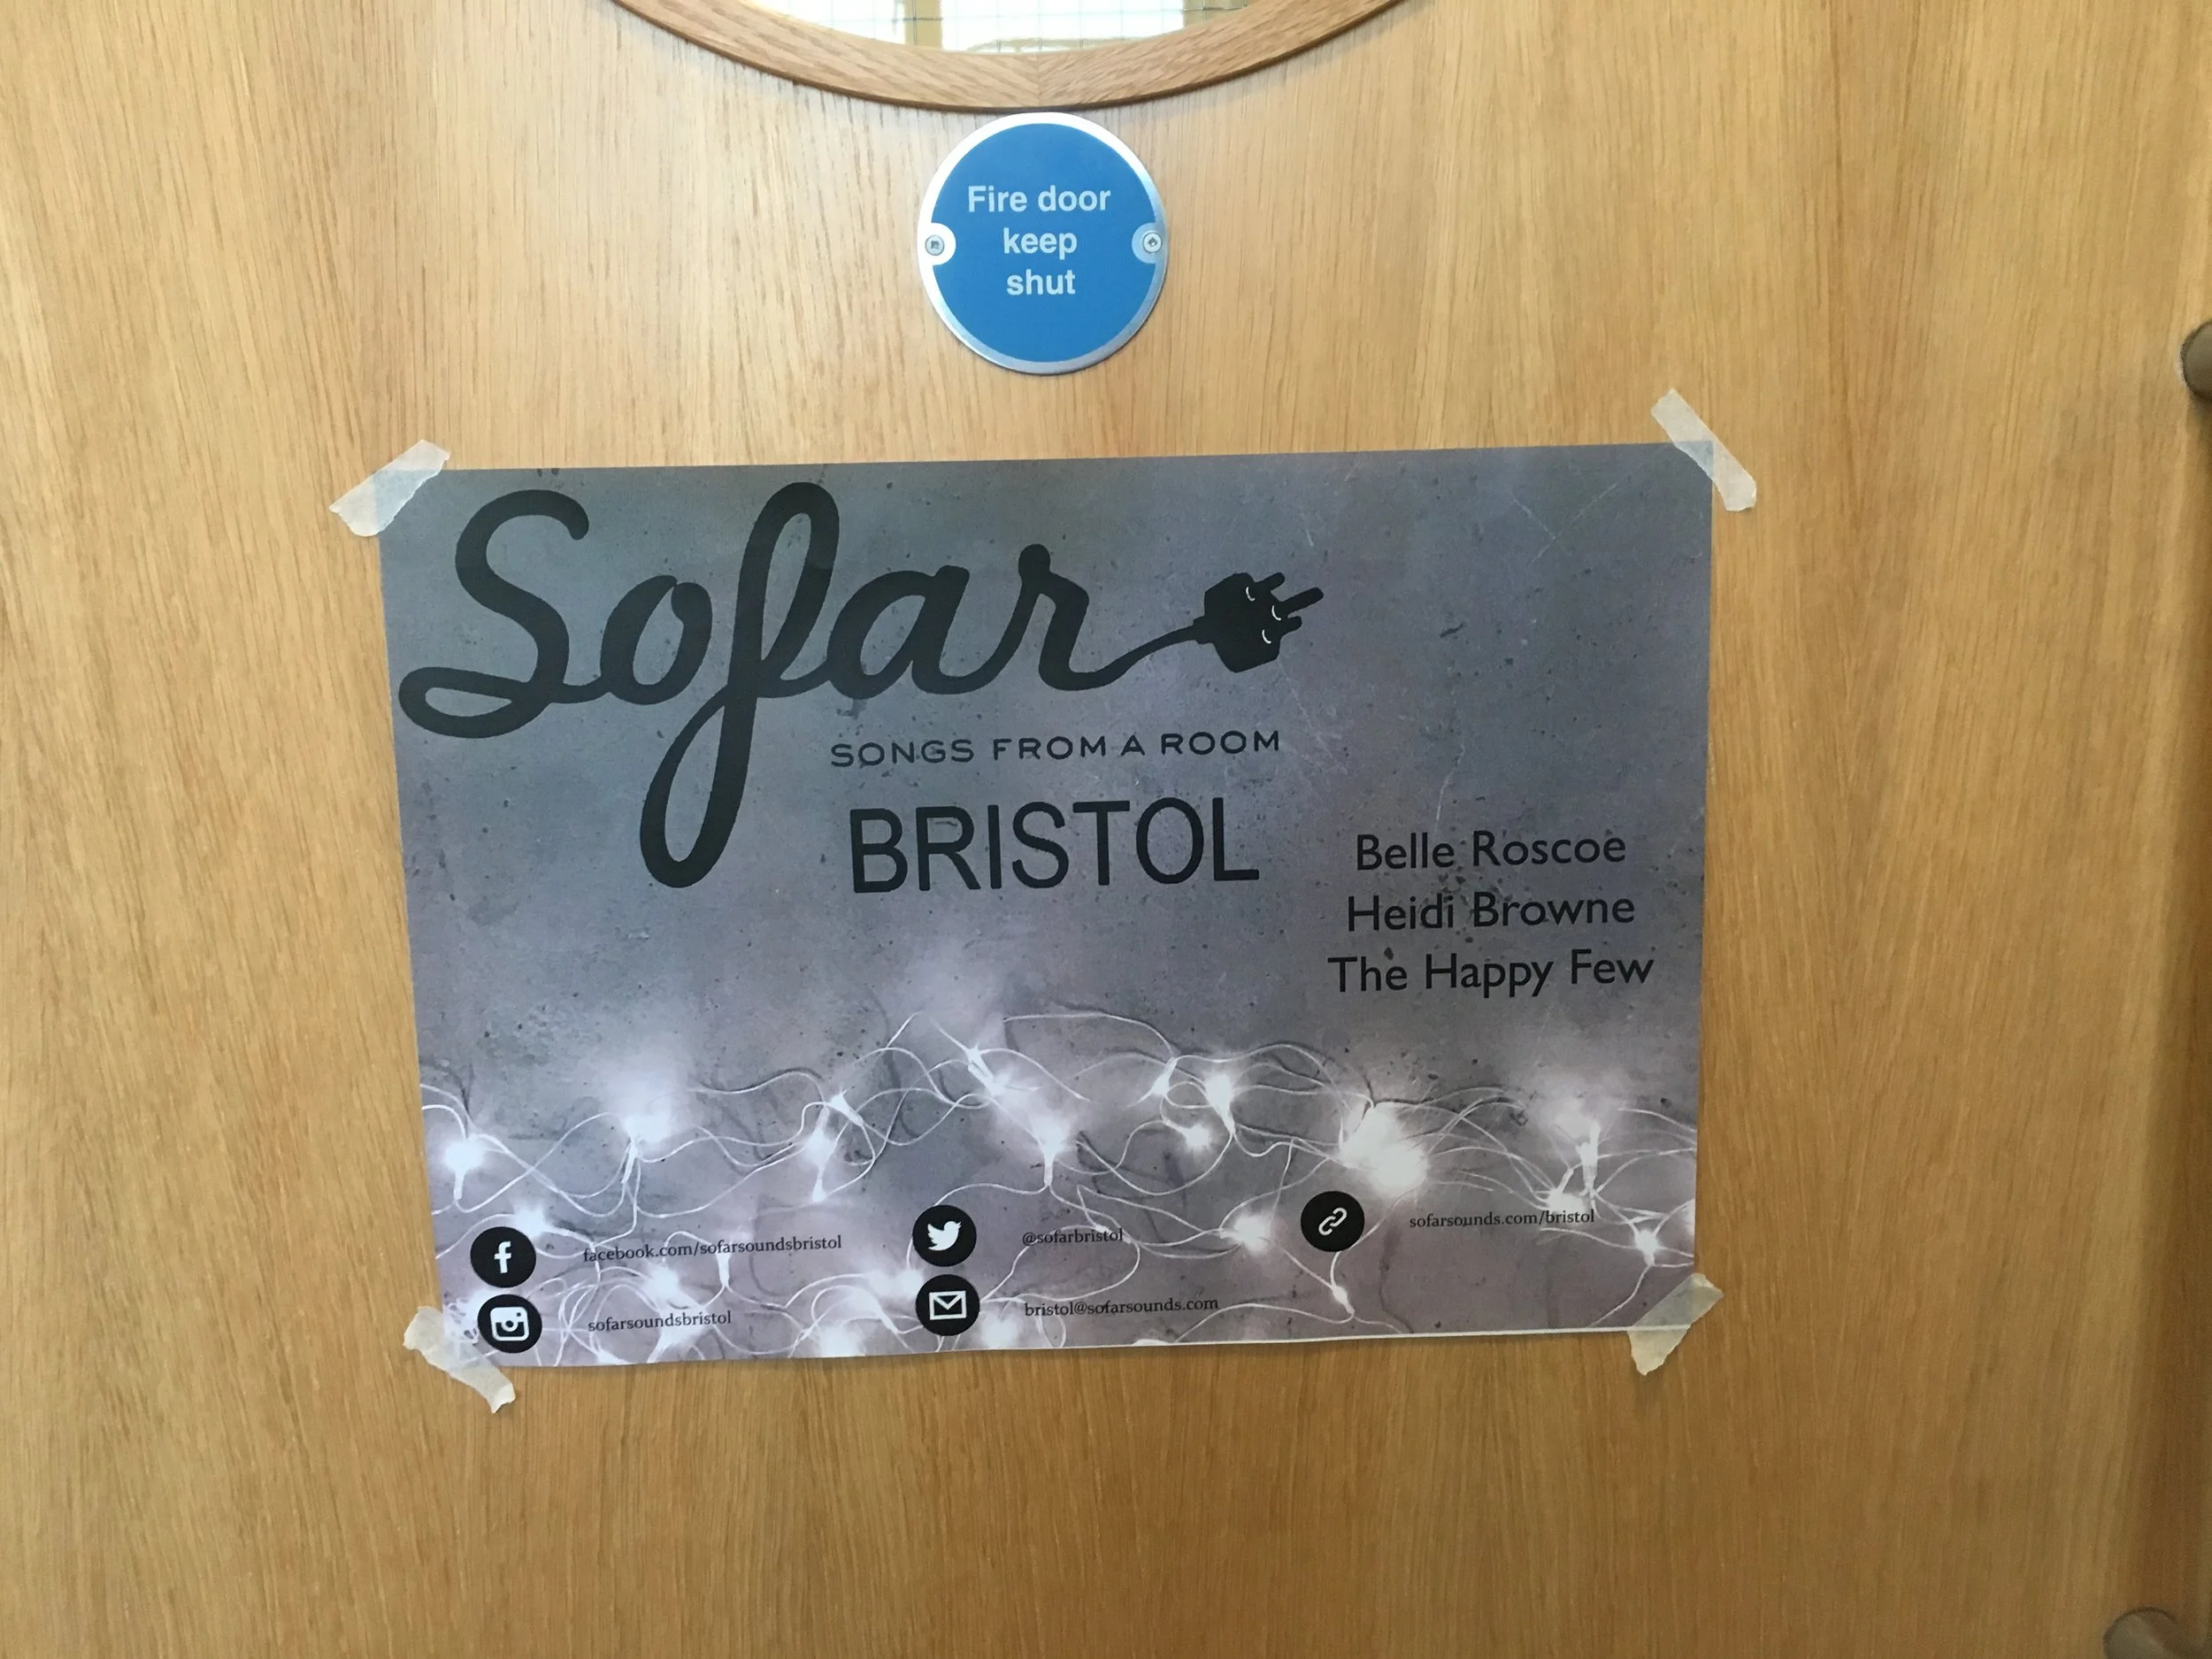 Fire door
keep
shut
Sofar
SONGS FROM A ROOM
BRISTOL
Belle Roscoe
Heidi Browne
The Happy Few
facebook.com/sofarsoundsbristol
@sofarbristol
sofarsounds.com/bristol
sofarsoundsbristol
bristol@sofarsounds.com